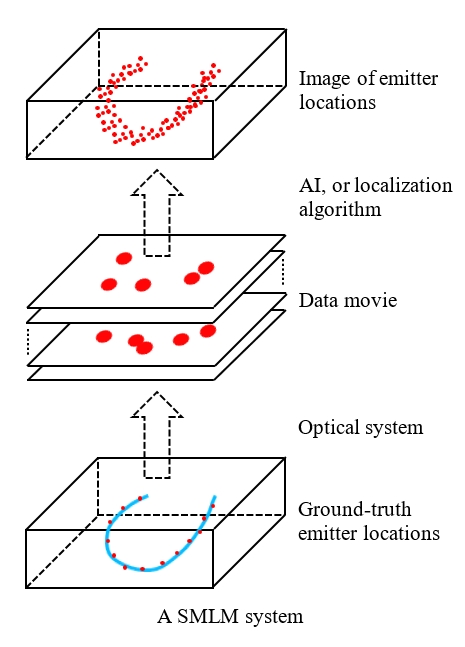 Image of emitter
locations
AI, or localization
algorithm
Data movie
Optical system
Ground-truth
emitter locations
A SMLM system